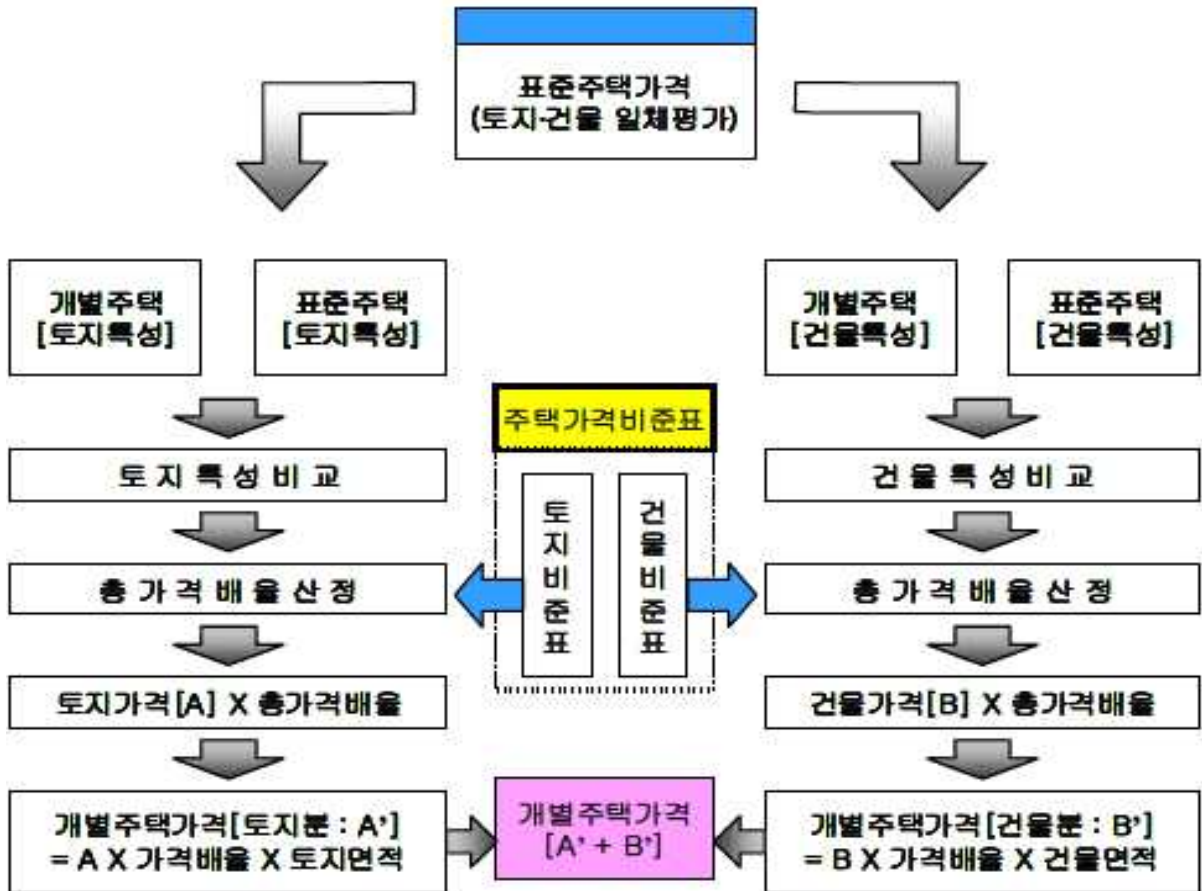 표준주택가격
(토지·건물 일체평가)
개별주택
[토지특성]
표준주택
[토지특성]
개별주택
[건물특성]
표준주택
[건물특성]
주택가격비준표
토지특성비교
건물특성비교
토지비준표
건물비준표
총가격배율산정
총가격배율산정
토지가격[A] X 총가격배율
건물가격[B] X 총가격배율
개별주택가격[토지분 : A']
= A X 가격배율 X 토지면적
개별주택가격
[A' + B']
개별주택가격[건물분 : B']
= B X 가격배율 X 건물면적